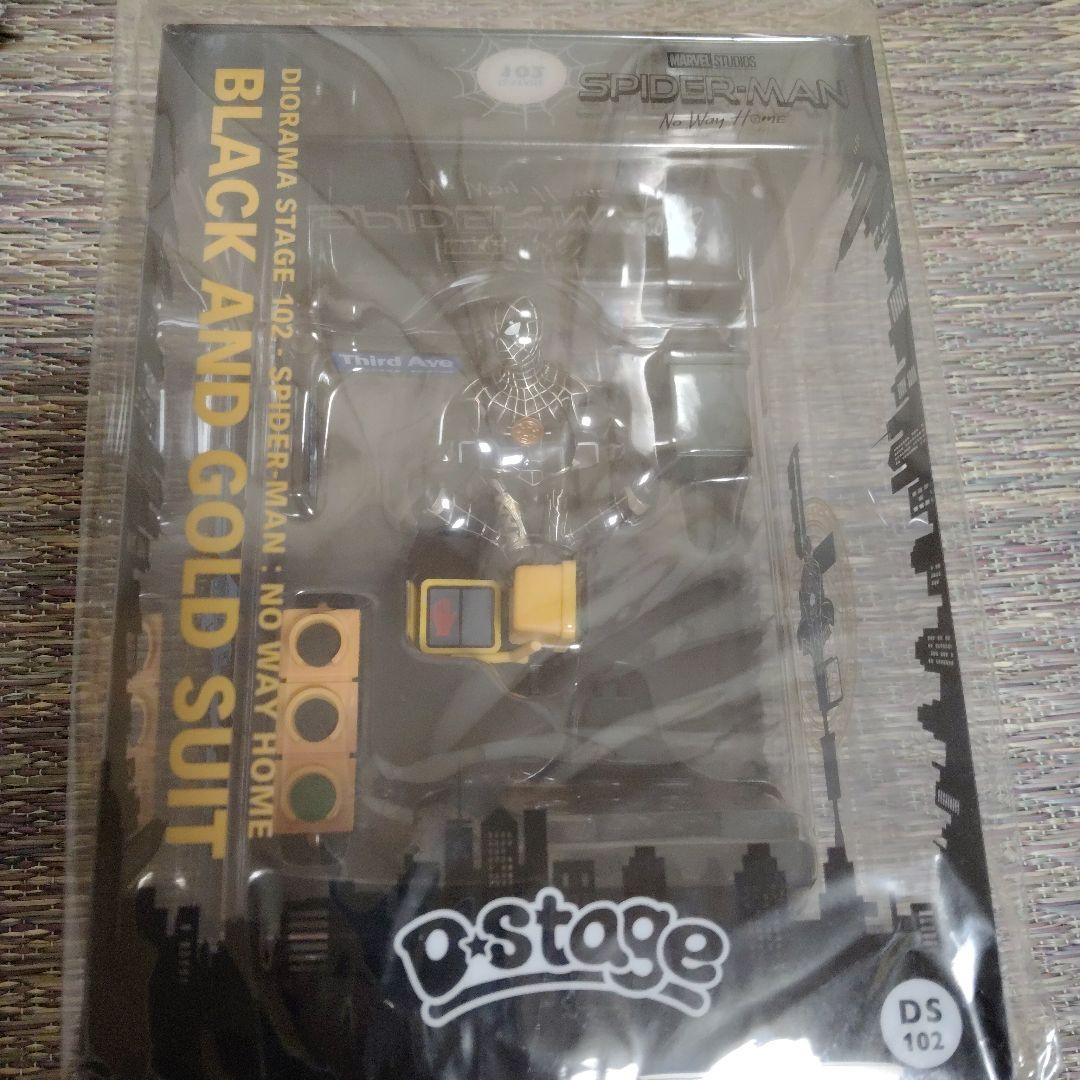 MARVEL STUDIOS
SPIDER-MAN
No Way Home
102
DIORAMA STAGE 102 - SPIDER-MAN : NO WAY HOME
BLACK AND GOLD SUIT
Third Ave
D★Stage
DS
102